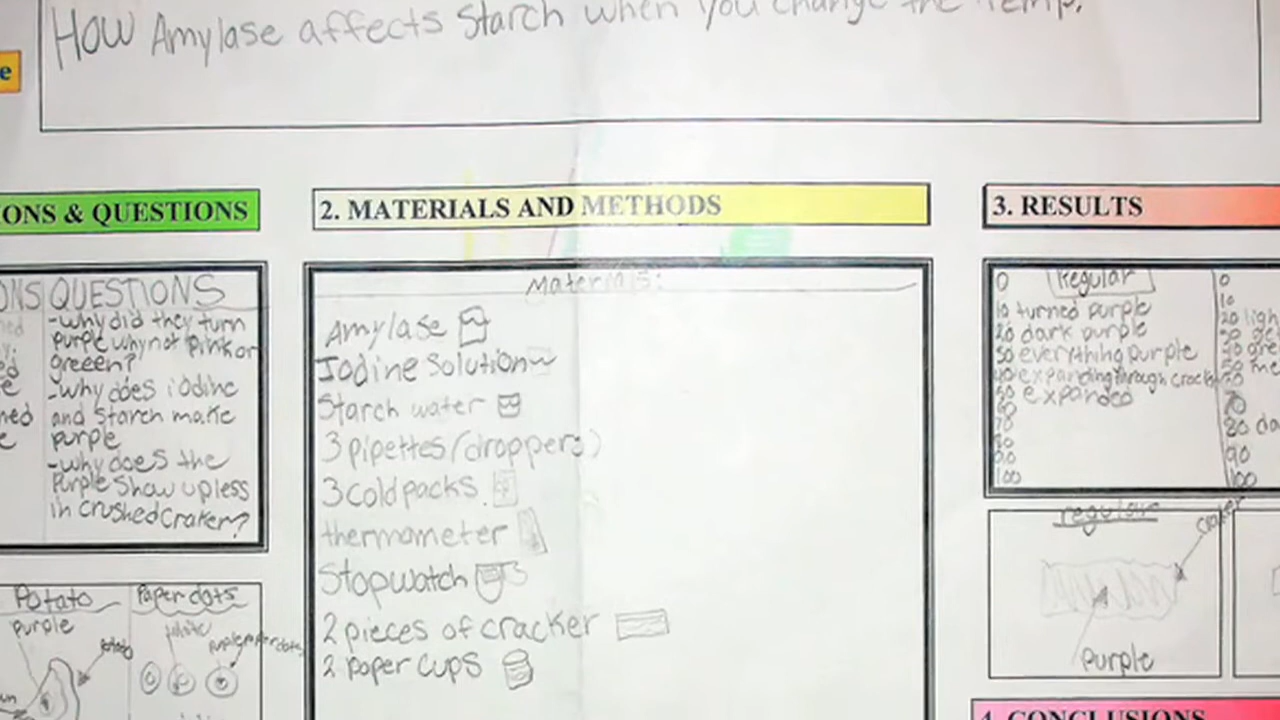 How Amylase affects Starch when you change the Temp.
e
ONS & QUESTIONS
ONS QUESTIONS
-why did they turn
purple why not pink or
greeen?
-why does iodine
and Starch make
purple
-why does the
Purple Show up less
in crushed Craker?
Potato
purple
Paper dots
2. MATERIALS AND METHODS
Materials:
Amylase
Iodine Solution
Starch water
3 pipettes (droppers)
3 cold packs
thermometer
Stopwatch
2 pieces of cracker
2 paper cups
3. RESULTS
0 Regular
10 turned purple
20 dark purple
30 everything purple
40 expanding through crack
50 expanded
60
70
80
90
100
0
10
20 ligh
70
80 da
90
100
regular
craker
purple
4. CONCLUSIONS